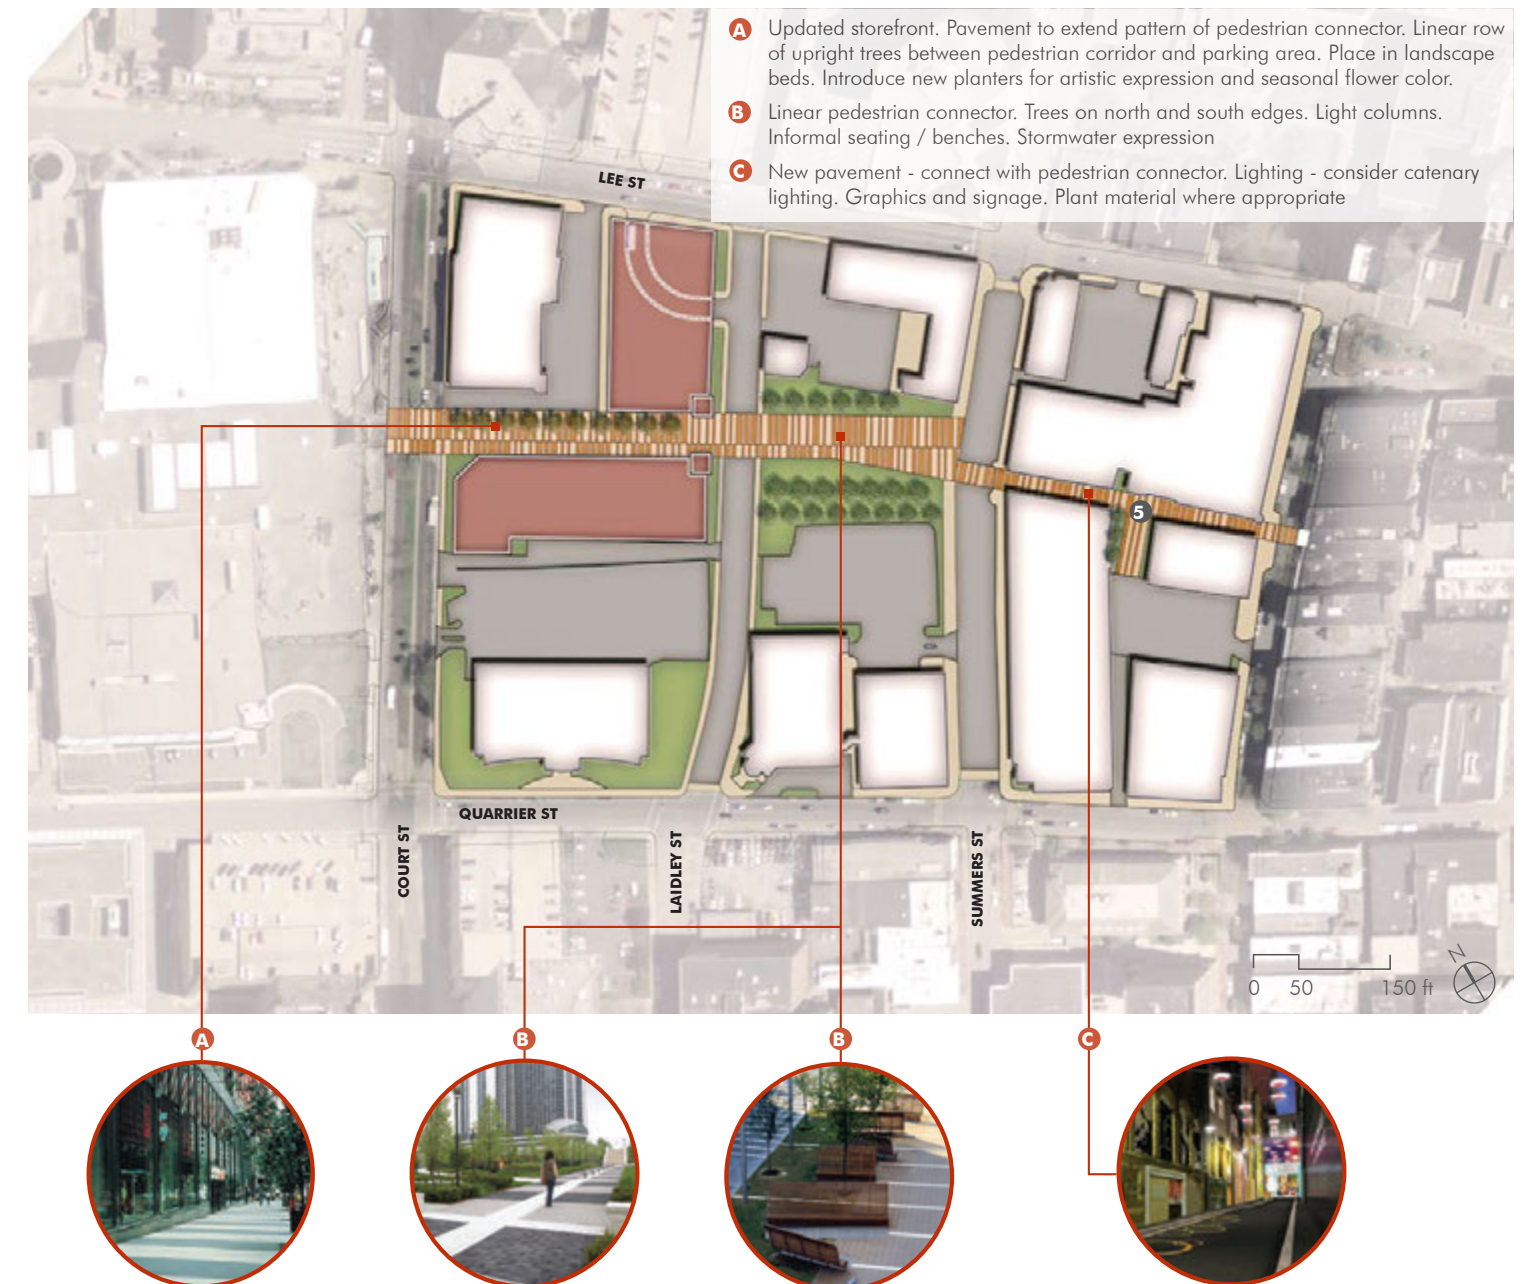 A Updated storefront. Pavement to extend pattern of pedestrian connector. Linear row
of upright trees between pedestrian corridor and parking area. Place in landscape
beds. Introduce new planters for artistic expression and seasonal flower color.
B Linear pedestrian connector. Trees on north and south edges. Light columns.
Informal seating / benches. Stormwater expression
C New pavement - connect with pedestrian connector. Lighting - consider catenary
lighting. Graphics and signage. Plant material where appropriate
LEE ST
5
QUARRIER ST
COURT ST
LAIDLEY ST
SUMMERS ST
N
0 50 150 ft
A
B
B
C